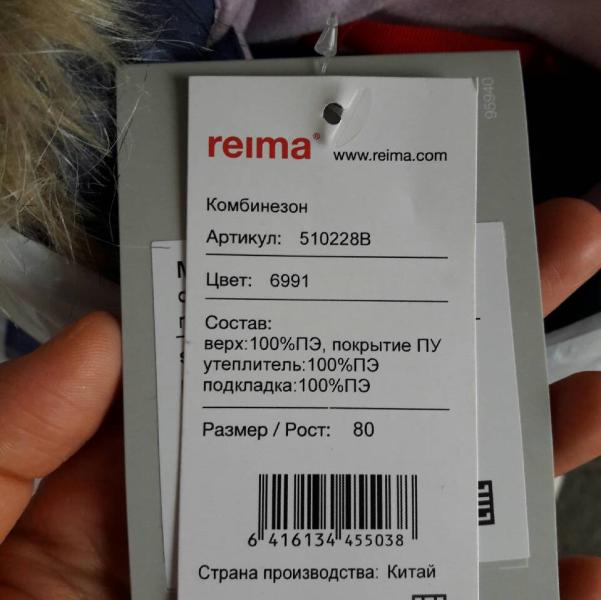 95940
reima®
www.reima.com
Комбинезон
Артикул: 510228B
Цвет: 6991
Состав:
верх:100%ПЭ, покрытие ПУ
утеплитель:100%ПЭ
подкладка:100%ПЭ
Размер / Рост: 80
6 416134 455038
Страна производства: Китай